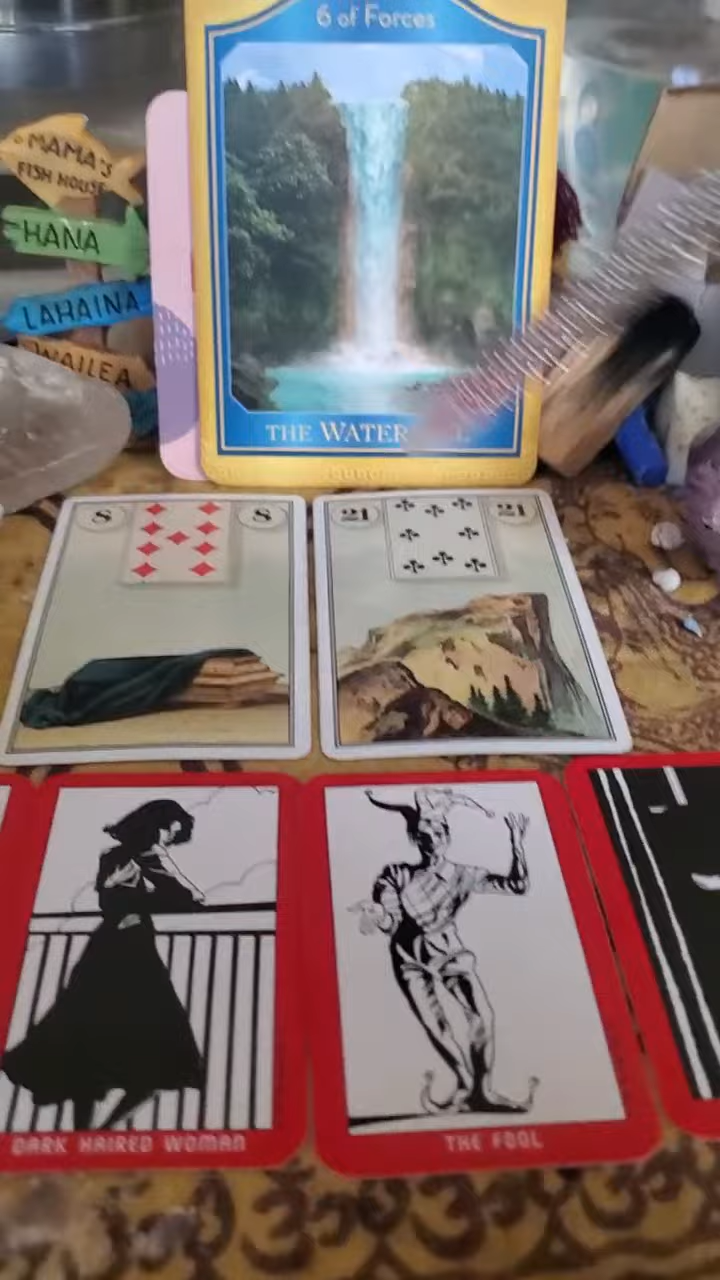 6 of Forces
MAMA'S
FISH HOUSE
HANA
LAHAINA
WAILEA
THE WATER
8 8
21 21
DARK HAIRED WOMAN
THE FOOL